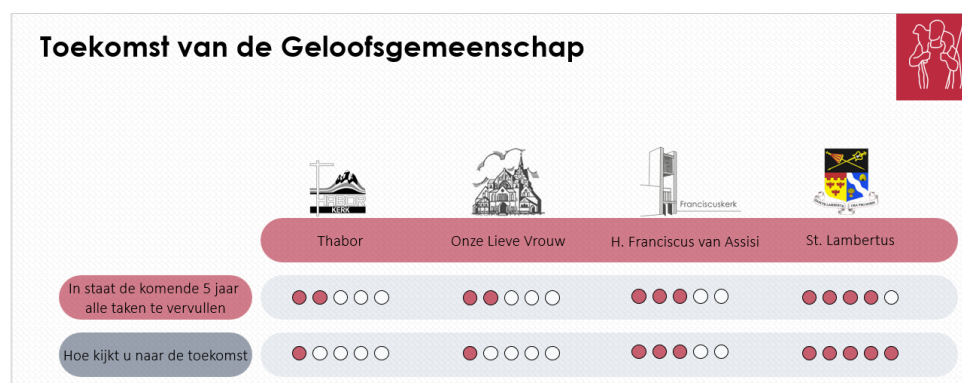 Toekomst van de Geloofsgemeenschap
THABOR
KERK
Franciscuskerk
Thabor
Onze Lieve Vrouw
H. Franciscus van Assisi
St. Lambertus
In staat de komende 5 jaar
alle taken te vervullen
Hoe kijkt u naar de toekomst